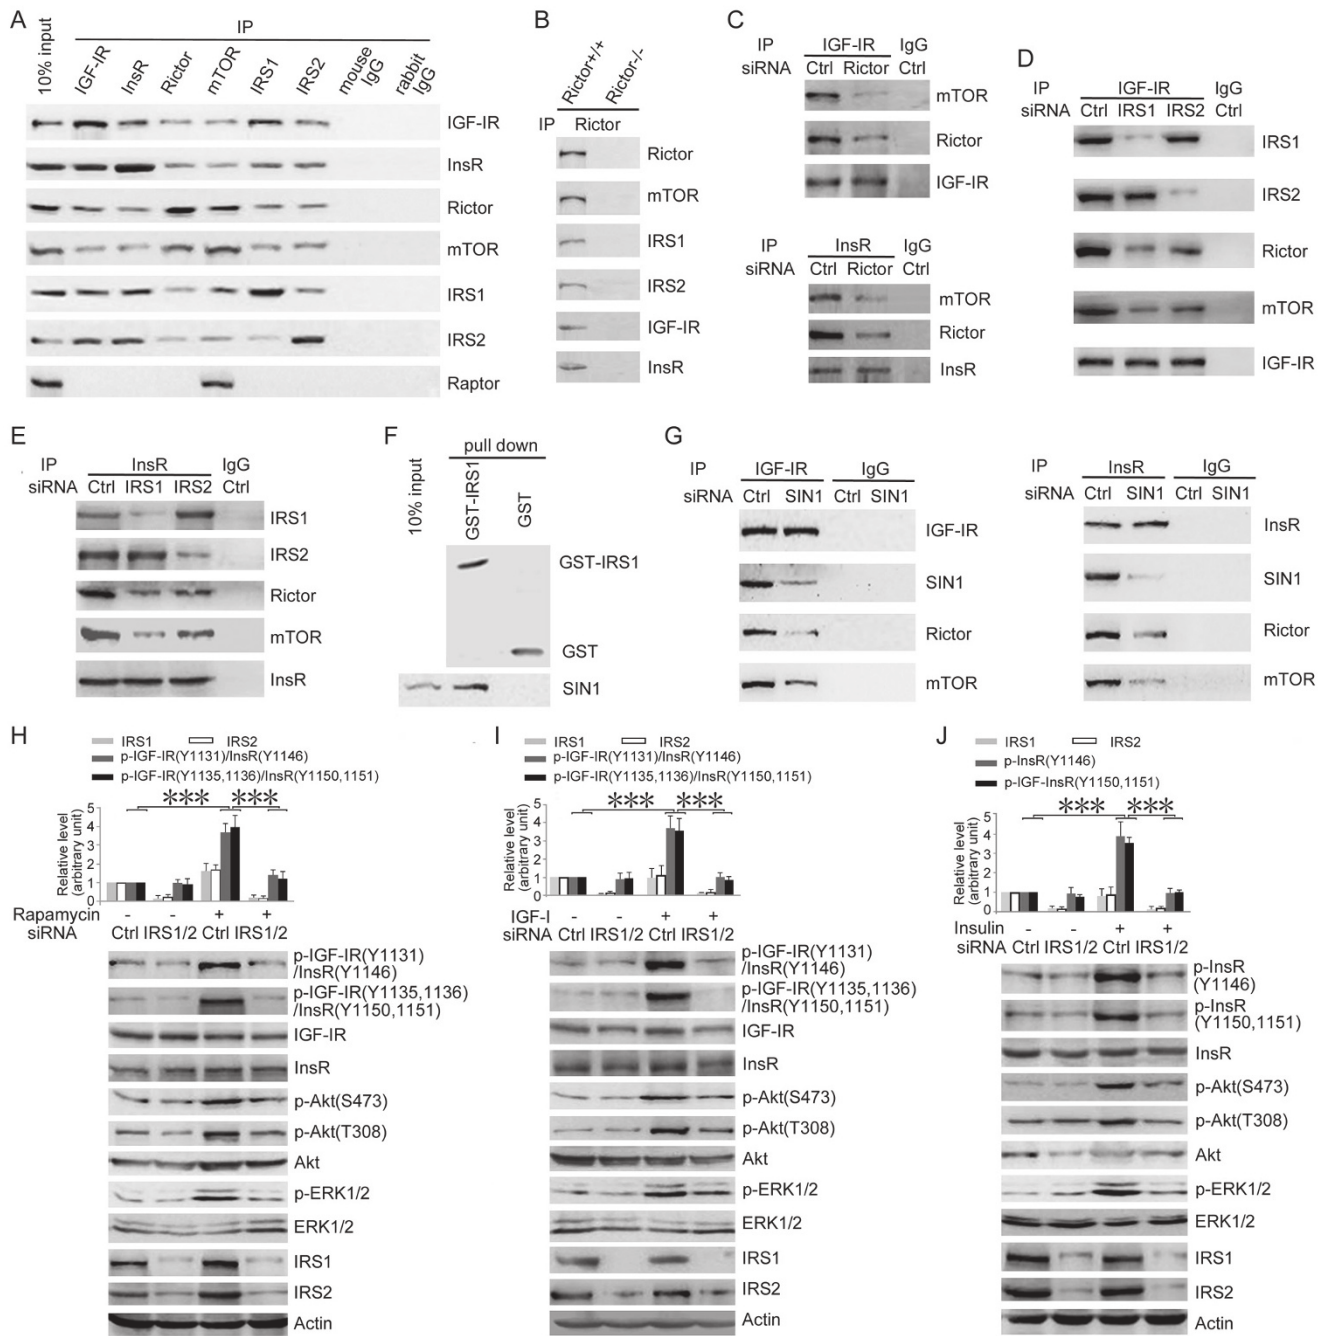 A
IP
10% input
IGF-IR
InsR
Rictor
mTOR
IRS1
IRS2
mouse IgG
rabbit IgG
IGF-IR
InsR
Rictor
mTOR
IRS1
IRS2
Raptor
B
Rictor+/+
Rictor-/-
IP Rictor
Rictor
mTOR
IRS1
IRS2
IGF-IR
InsR
C
IP IGF-IR IgG
siRNA Ctrl Rictor Ctrl
mTOR
Rictor
IGF-IR
IP InsR IgG
siRNA Ctrl Rictor Ctrl
mTOR
Rictor
InsR
D
IP IGF-IR IgG
siRNA Ctrl IRS1 IRS2 Ctrl
IRS1
IRS2
Rictor
mTOR
IGF-IR
E
IP InsR IgG
siRNA Ctrl IRS1 IRS2 Ctrl
IRS1
IRS2
Rictor
mTOR
InsR
F
pull down
10% input
GST-IRS1
GST
GST-IRS1
GST
SIN1
G
IP IGF-IR IgG
siRNA Ctrl SIN1 Ctrl SIN1
IGF-IR
SIN1
Rictor
mTOR
IP InsR IgG
siRNA Ctrl SIN1 Ctrl SIN1
InsR
SIN1
Rictor
mTOR
H
IRS1 IRS2
p-IGF-IR(Y1131)/InsR(Y1146)
p-IGF-IR(Y1135,1136)/InsR(Y1150,1151)
*** ***
Relative level
(arbitrary unit)
5
4
3
2
1
0
Rapamycin - - + +
siRNA Ctrl IRS1/2 Ctrl IRS1/2
p-IGF-IR(Y1131)
/InsR(Y1146)
p-IGF-IR(Y1135,1136)
/InsR(Y1150,1151)
IGF-IR
InsR
p-Akt(S473)
p-Akt(T308)
Akt
p-ERK1/2
ERK1/2
IRS1
IRS2
Actin
I
IRS1 IRS2
p-IGF-IR(Y1131)/InsR(Y1146)
p-IGF-IR(Y1135,1136)/InsR(Y1150,1151)
*** ***
Relative level
(arbitrary unit)
5
4
3
2
1
0
IGF-I - - + +
siRNA Ctrl IRS1/2 Ctrl IRS1/2
p-IGF-IR(Y1131)
/InsR(Y1146)
p-IGF-IR(Y1135,1136)
/InsR(Y1150,1151)
IGF-IR
InsR
p-Akt(S473)
p-Akt(T308)
Akt
p-ERK1/2
ERK1/2
IRS1
IRS2
Actin
J
IRS1 IRS2
p-InsR(Y1146)
p-IGF-InsR(Y1150,1151)
*** ***
Relative level
(arbitrary unit)
5
4
3
2
1
0
Insulin - - + +
siRNA Ctrl IRS1/2 Ctrl IRS1/2
p-InsR
(Y1146)
p-InsR
(Y1150,1151)
InsR
p-Akt(S473)
p-Akt(T308)
Akt
p-ERK1/2
ERK1/2
IRS1
IRS2
Actin